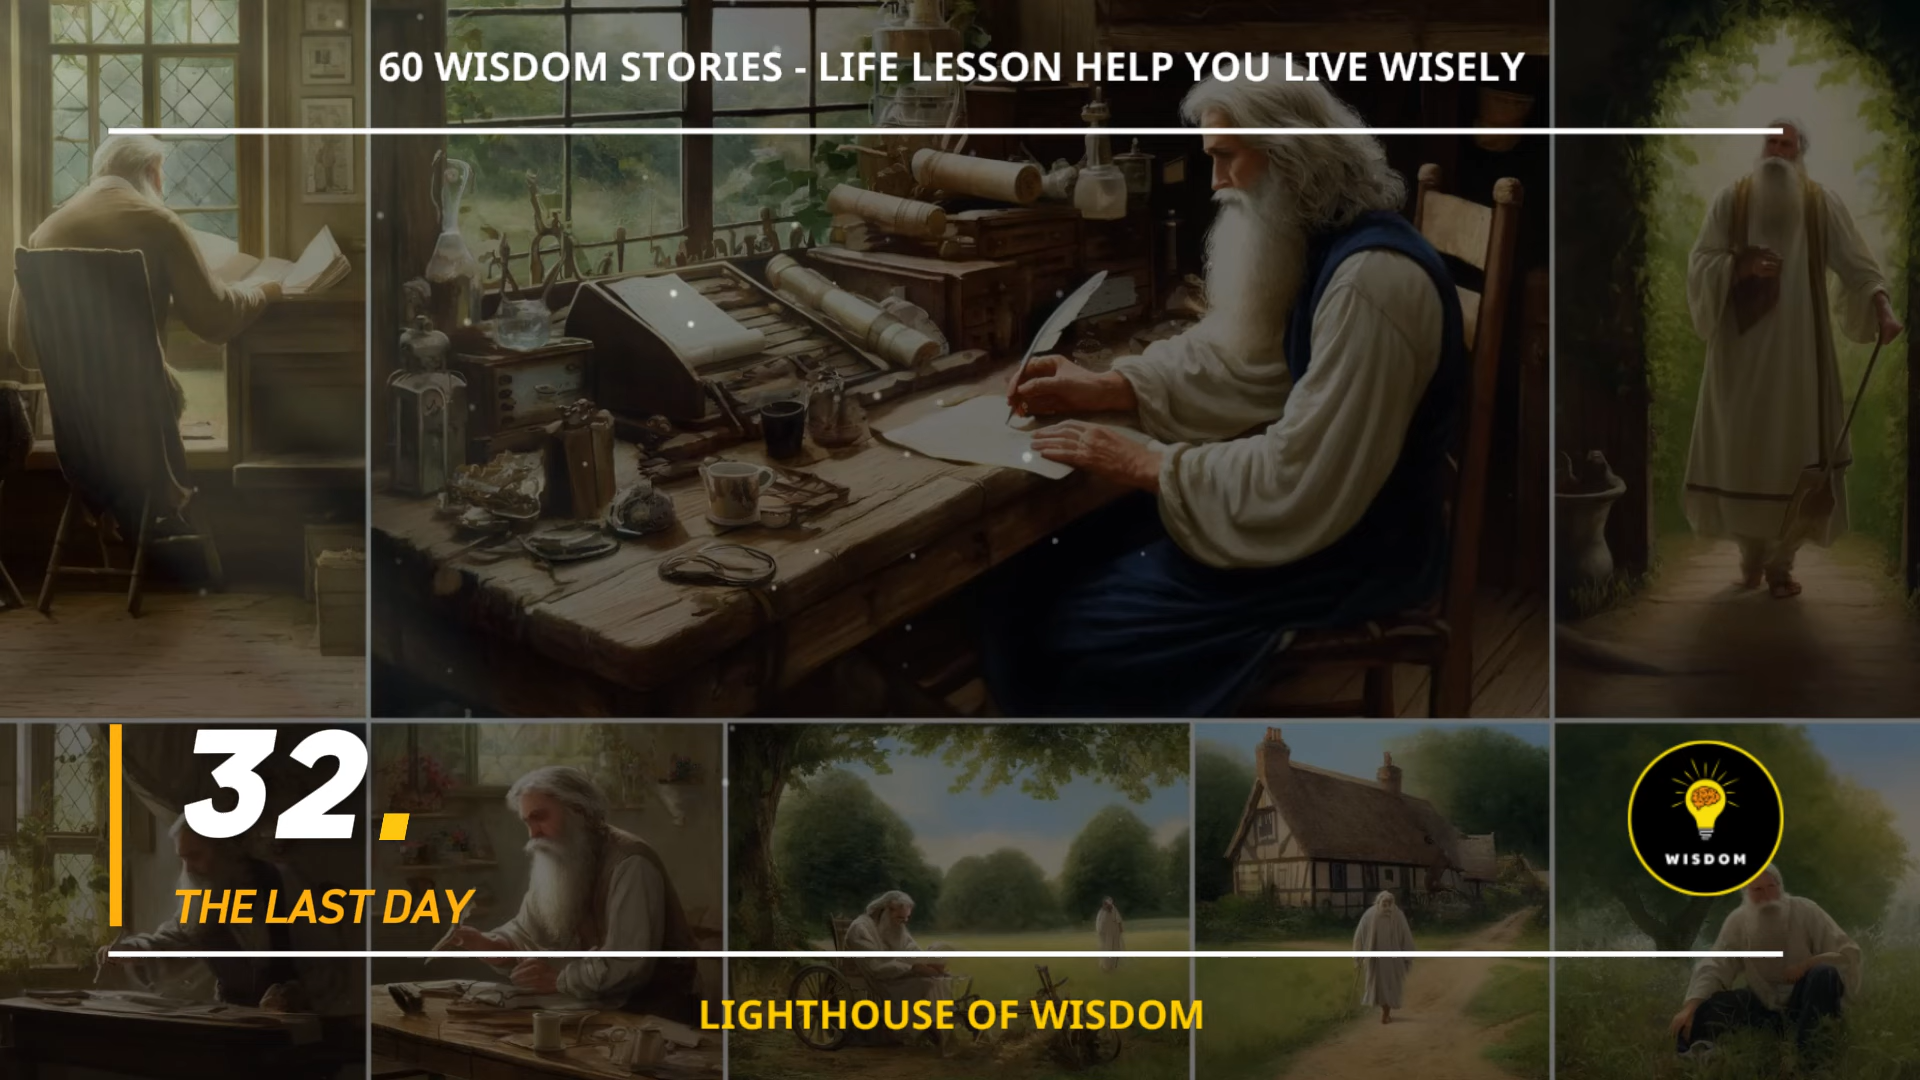 60 WISDOM STORIES - LIFE LESSON HELP YOU LIVE WISELY
32.
THE LAST DAY
WISDOM
LIGHTHOUSE OF WISDOM